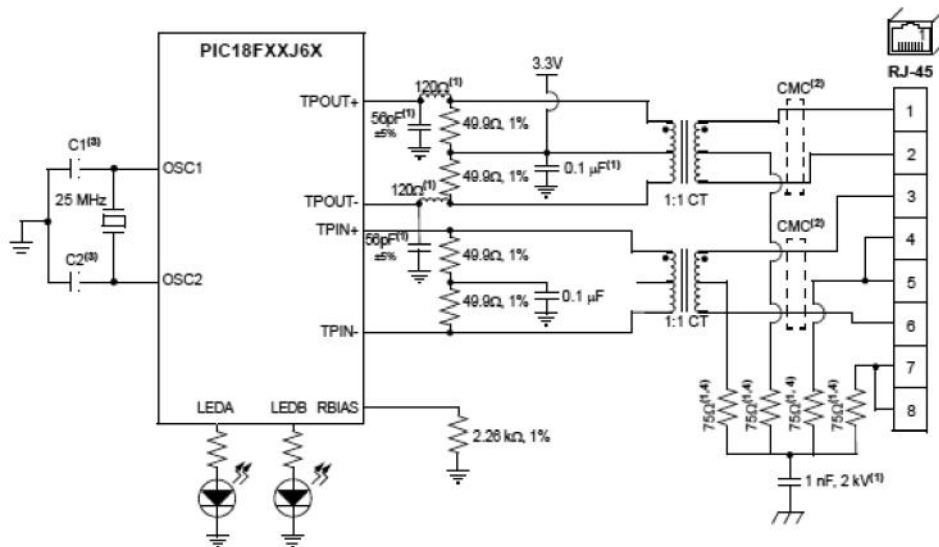 PIC18FXXJ6X
3.3V
1
RJ-45
CMC(2)
120Ω(1)
TPOUT+
56pF(1)
±5%
49.9Ω, 1%
1
C1(3)
OSC1
0.1 µF(1)
2
25 MHz
49.9Ω, 1%
120Ω(1)
TPOUT-
1:1 CT
3
TPIN+
CMC(2)
4
56pF(1)
±5%
49.9Ω, 1%
C2(3)
OSC2
5
0.1 µF
49.9Ω, 1%
6
TPIN-
1:1 CT
7
75Ω(1,4)
75Ω(1,4)
75Ω(1, 4)
75Ω(1,4)
LEDA
LEDB
RBIAS
8
2.26 kΩ, 1%
1 nF, 2 kV(1)